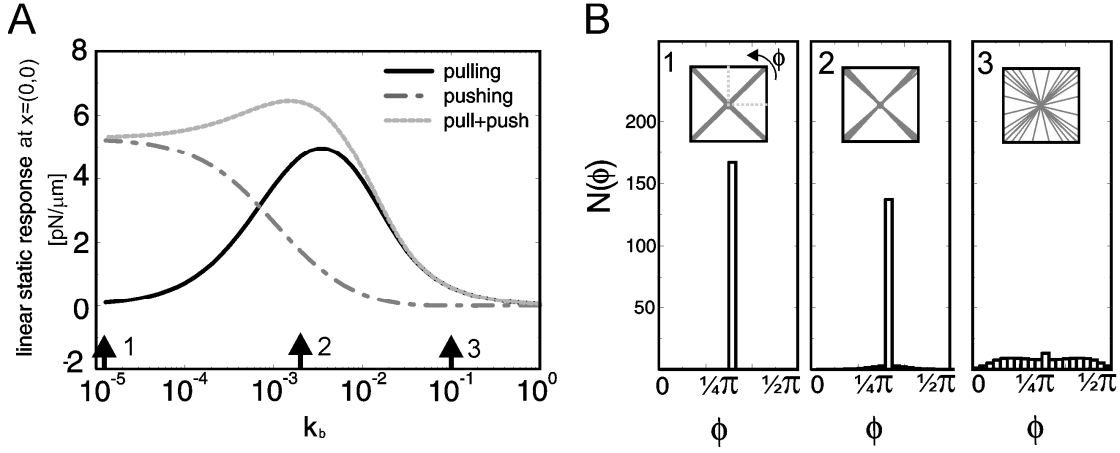 A
linear static response at x=(0,0)
[pN/μm]
8
6
4
2
0
-2
pulling
pushing
pull+push
1
2
3
10⁻⁵
10⁻⁴
10⁻³
10⁻²
10⁻¹
10⁰
k_b
B
N(ϕ)
200
150
100
50
1
ϕ
2
3
0 ¼π ½π
0 ¼π ½π
0 ¼π ½π
ϕ
ϕ
ϕ